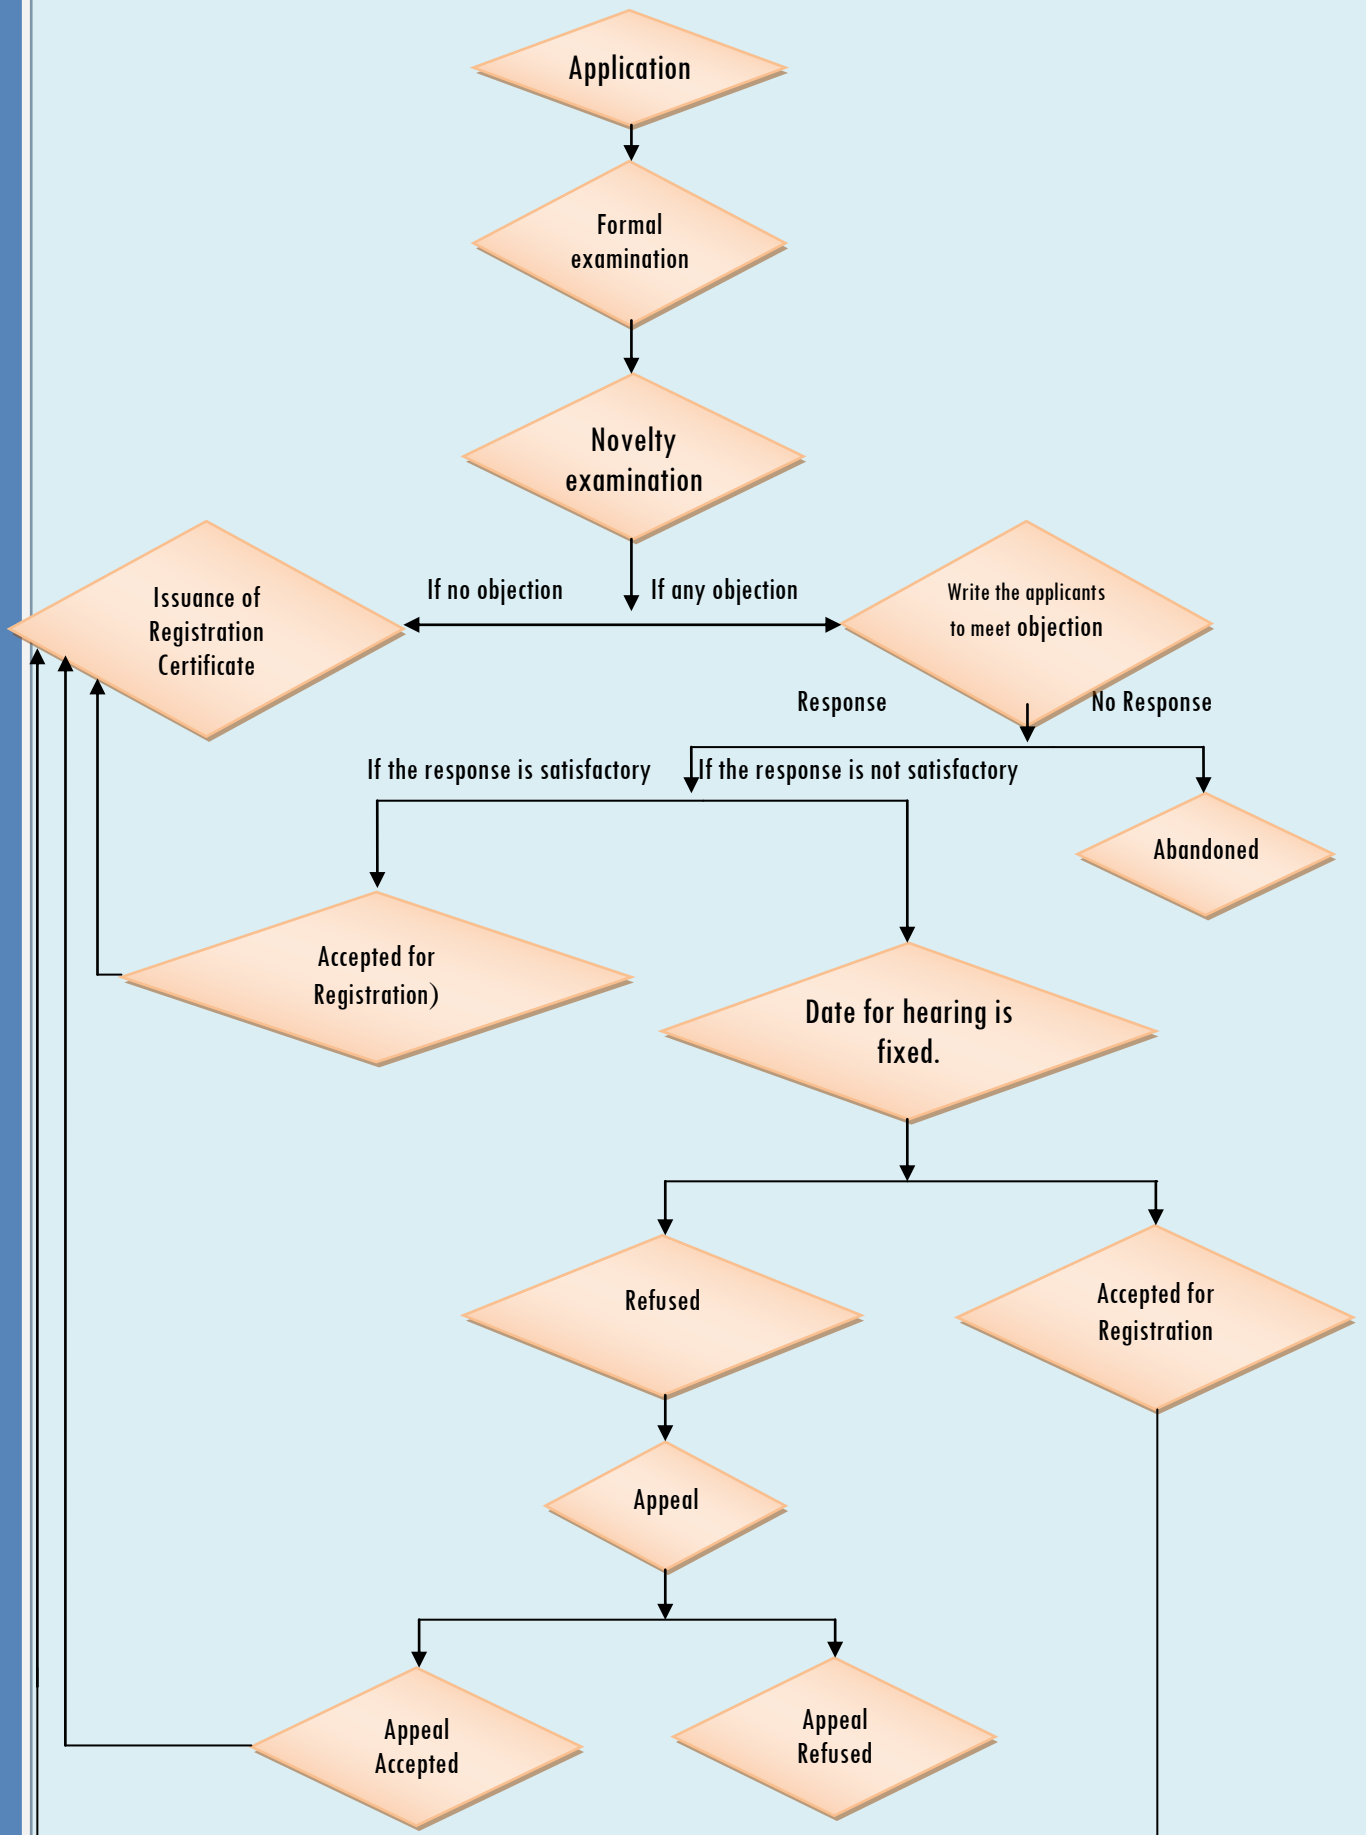 Application
Formal
examination
Novelty
examination
If no objection
If any objection
Issuance of
Registration
Certificate
Write the applicants
to meet objection
Response
No Response
If the response is satisfactory
If the response is not satisfactory
Abandoned
Accepted for
Registration)
Date for hearing is
fixed.
Refused
Accepted for
Registration
Appeal
Appeal
Accepted
Appeal
Refused